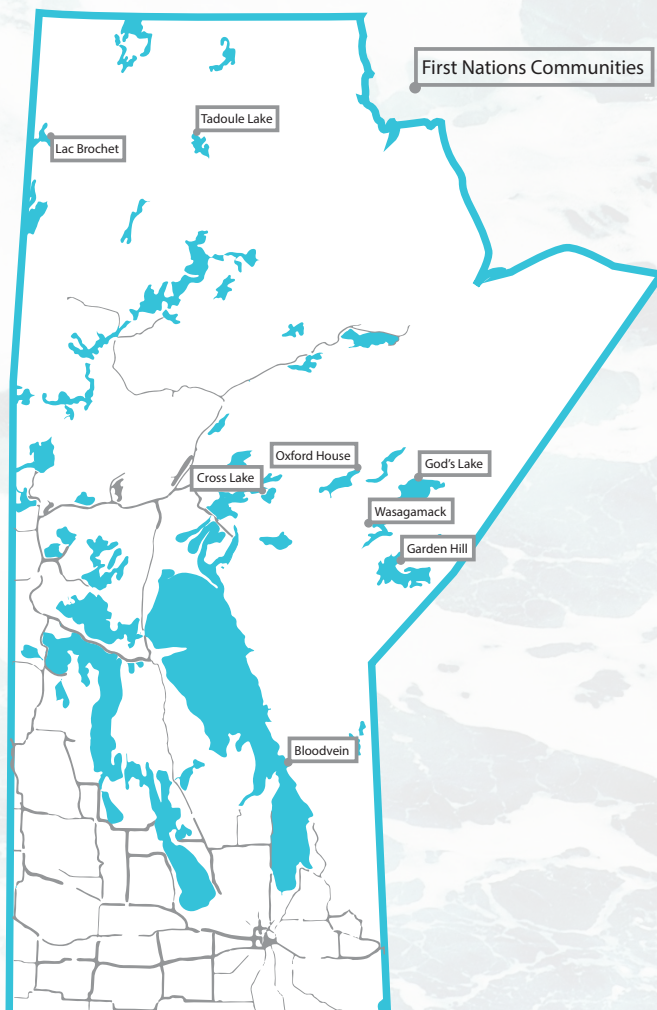 First Nations Communities
Tadoule Lake
Lac Brochet
Oxford House
God's Lake
Cross Lake
Wasagamack
Garden Hill
Bloodvein